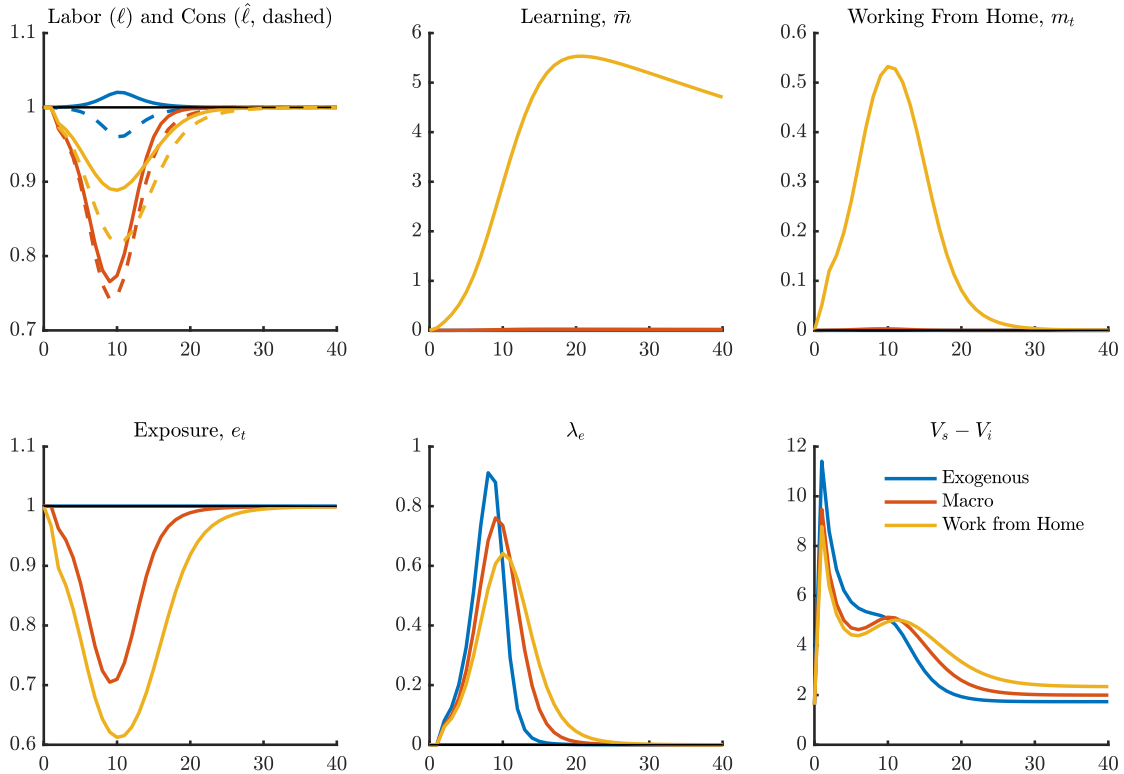 Labor (ℓ) and Cons (ℓ̂, dashed)
1.1
1
0.9
0.8
0.7
0 10 20 30 40
Learning, m̄
6
5
4
3
2
1
0
0 10 20 30 40
Working From Home, mₜ
0.6
0.5
0.4
0.3
0.2
0.1
0
0 10 20 30 40
Exposure, eₜ
1.1
1
0.9
0.8
0.7
0.6
0 10 20 30 40
λₑ
1
0.8
0.6
0.4
0.2
0
0 10 20 30 40
Vₛ − Vᵢ
12
10
8
6
4
2
0
0 10 20 30 40
Exogenous
Macro
Work from Home